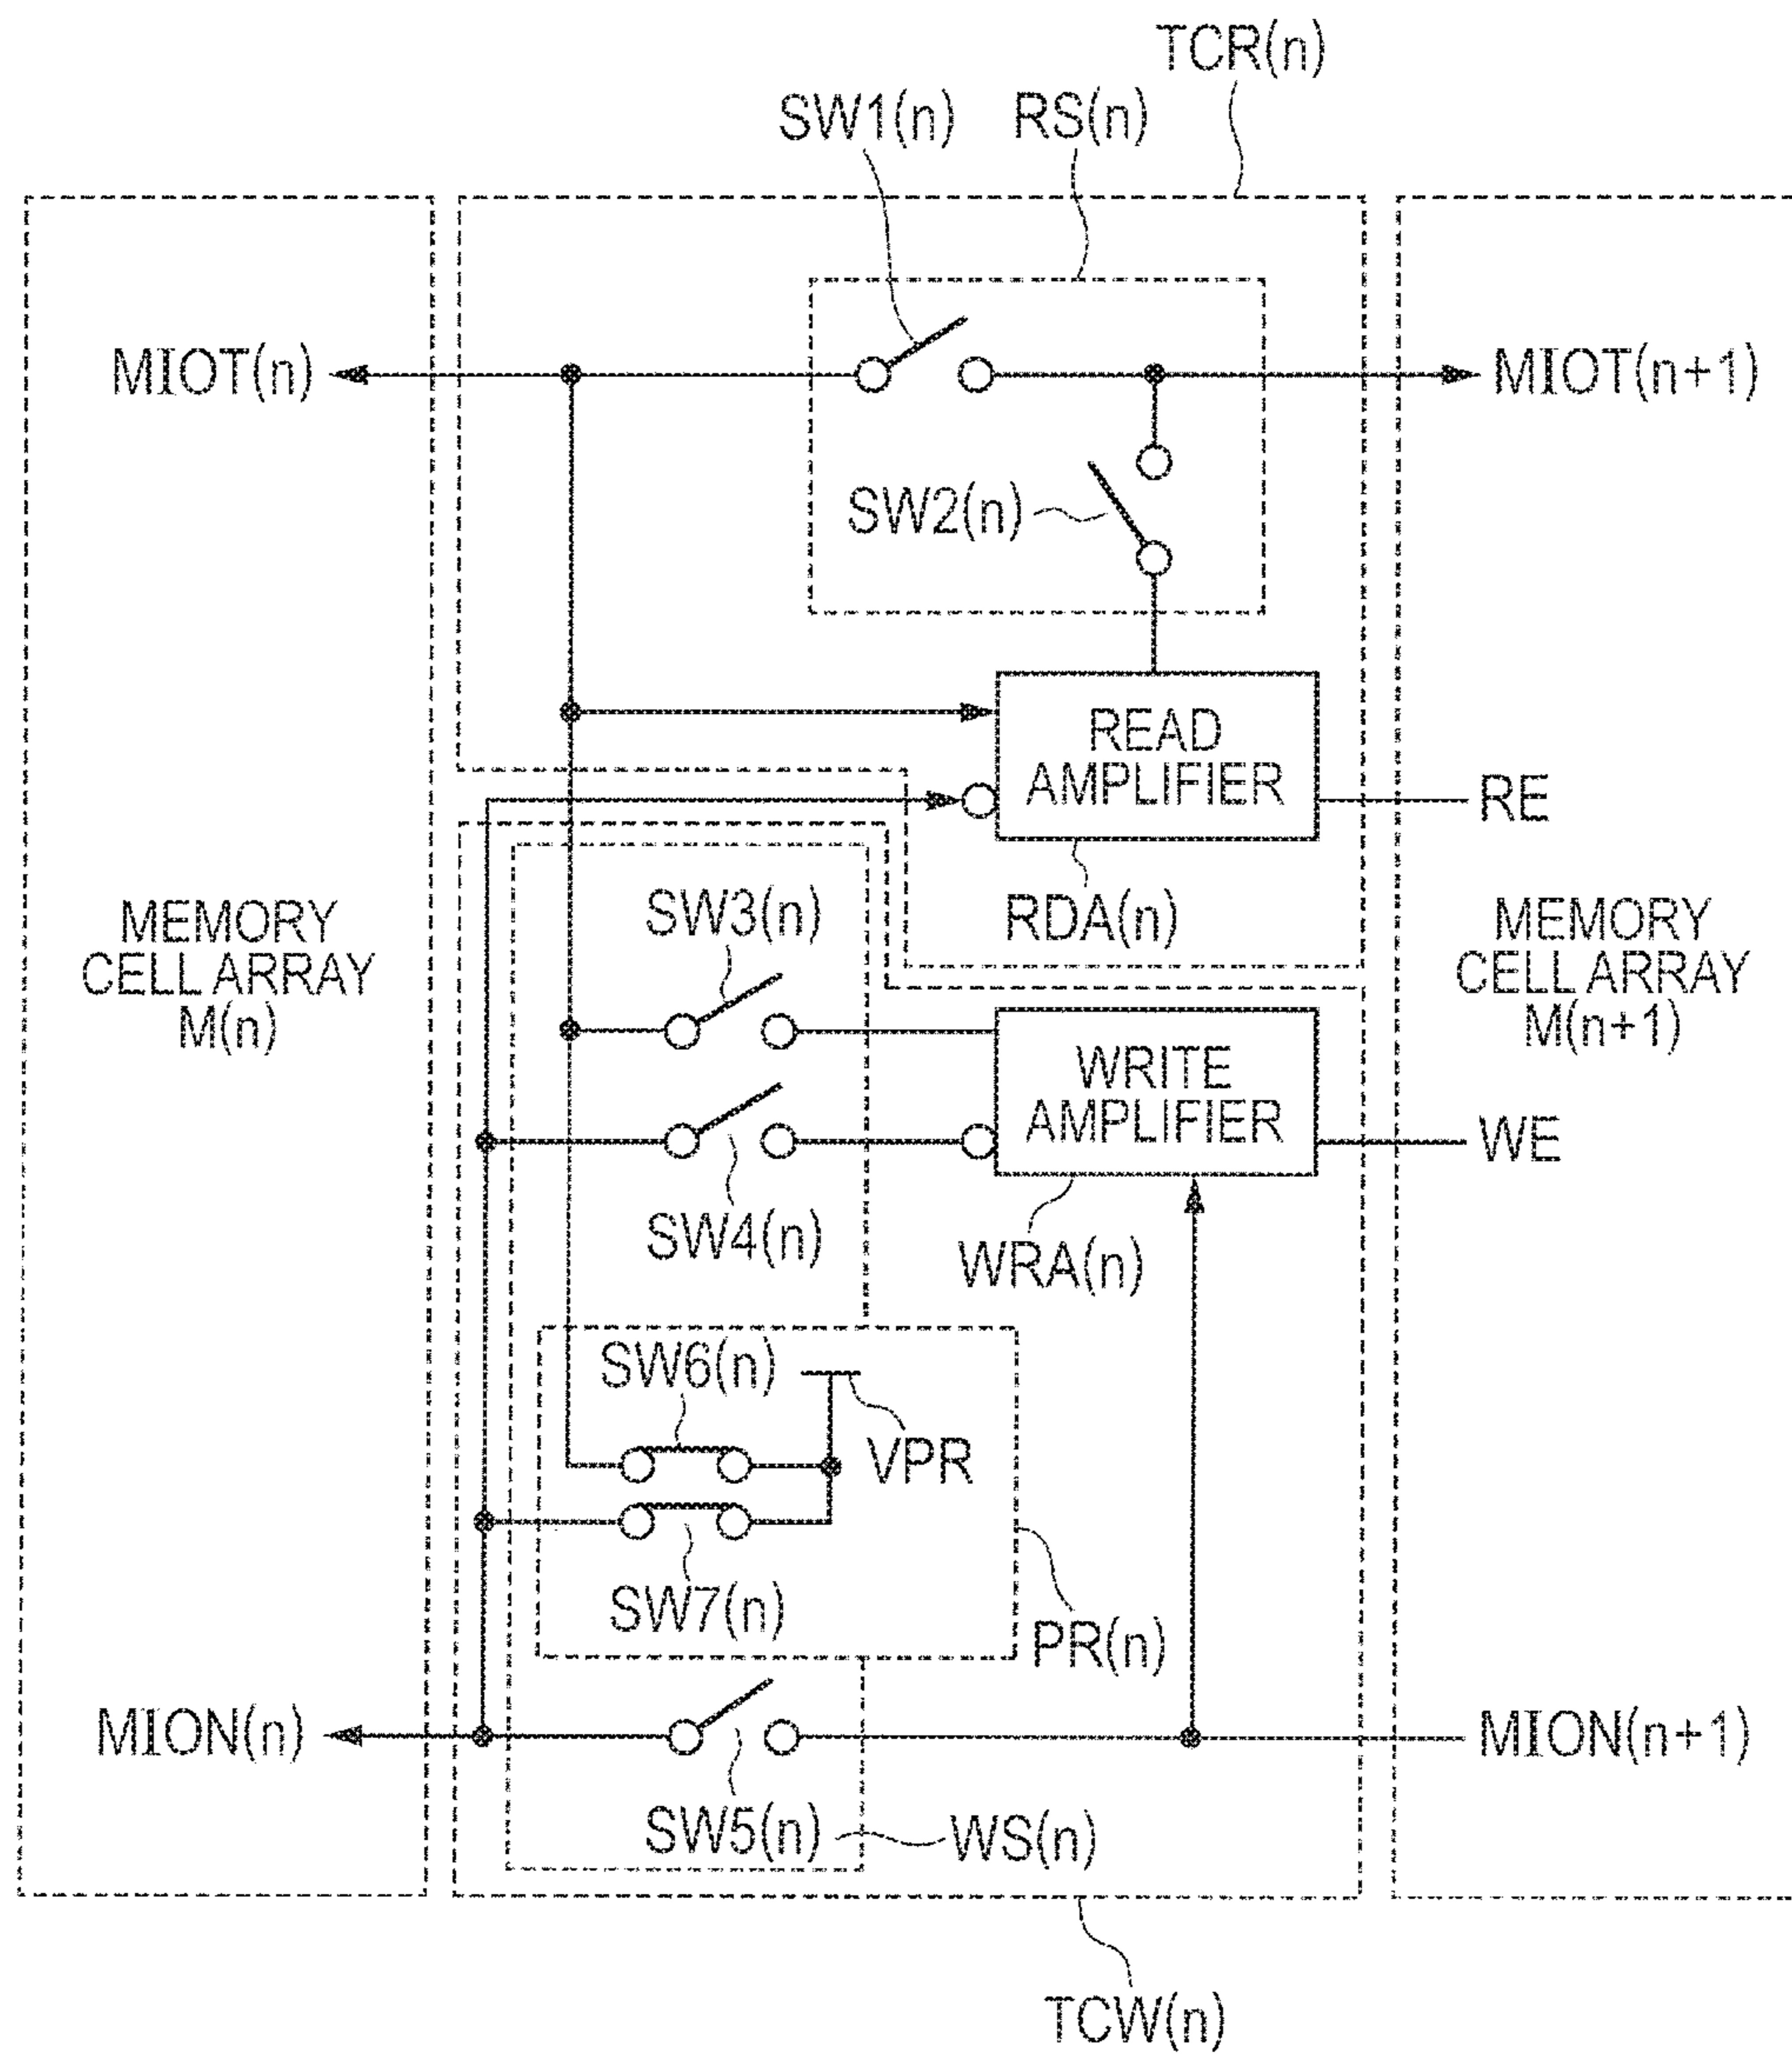 TCR(n)
SW1(n)
RS(n)
MIOT(n)
MIOT(n+1)
SW2(n)
READ
AMPLIFIER
RE
RDA(n)
SW3(n)
MEMORY
CELL ARRAY
M(n)
MEMORY
CELL ARRAY
M(n+1)
WRITE
AMPLIFIER
WE
SW4(n)
WRA(n)
SW6(n)
VPR
SW7(n)
PR(n)
MION(n)
MION(n+1)
SW5(n)
WS(n)
TCW(n)